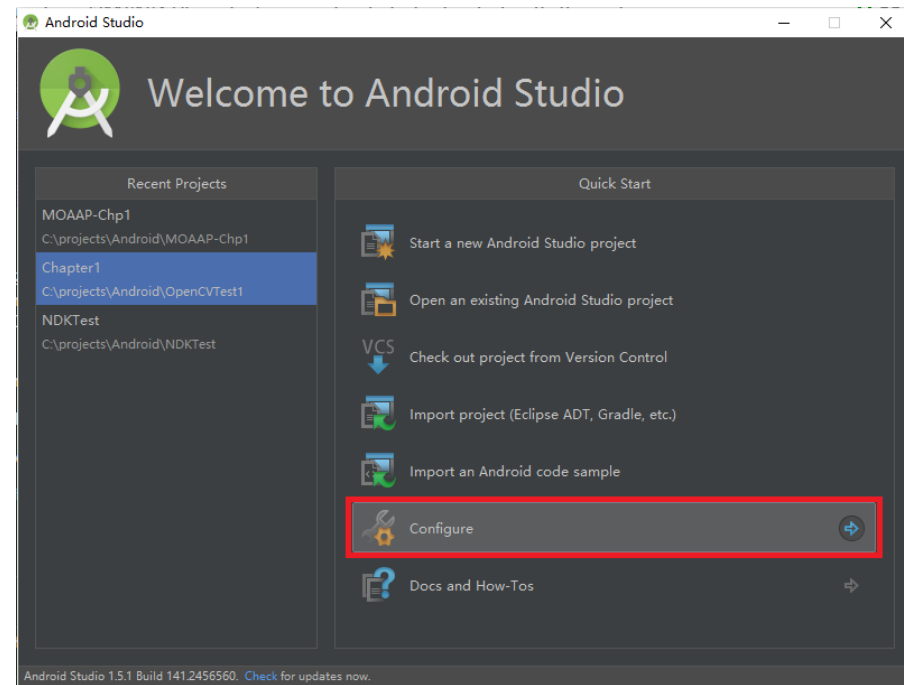 Android Studio
Welcome to Android Studio
Recent Projects
MOAAP-Chp1
C:\projects\Android\MOAAP-Chp1
Chapter1
C:\projects\Android\OpenCVTest1
NDKTest
C:\projects\Android\NDKTest
Quick Start
Start a new Android Studio project
Open an existing Android Studio project
VCS
Check out project from Version Control
Import project (Eclipse ADT, Gradle, etc.)
Import an Android code sample
Configure
Docs and How-Tos
Android Studio 1.5.1 Build 141.2456560. Check for updates now.